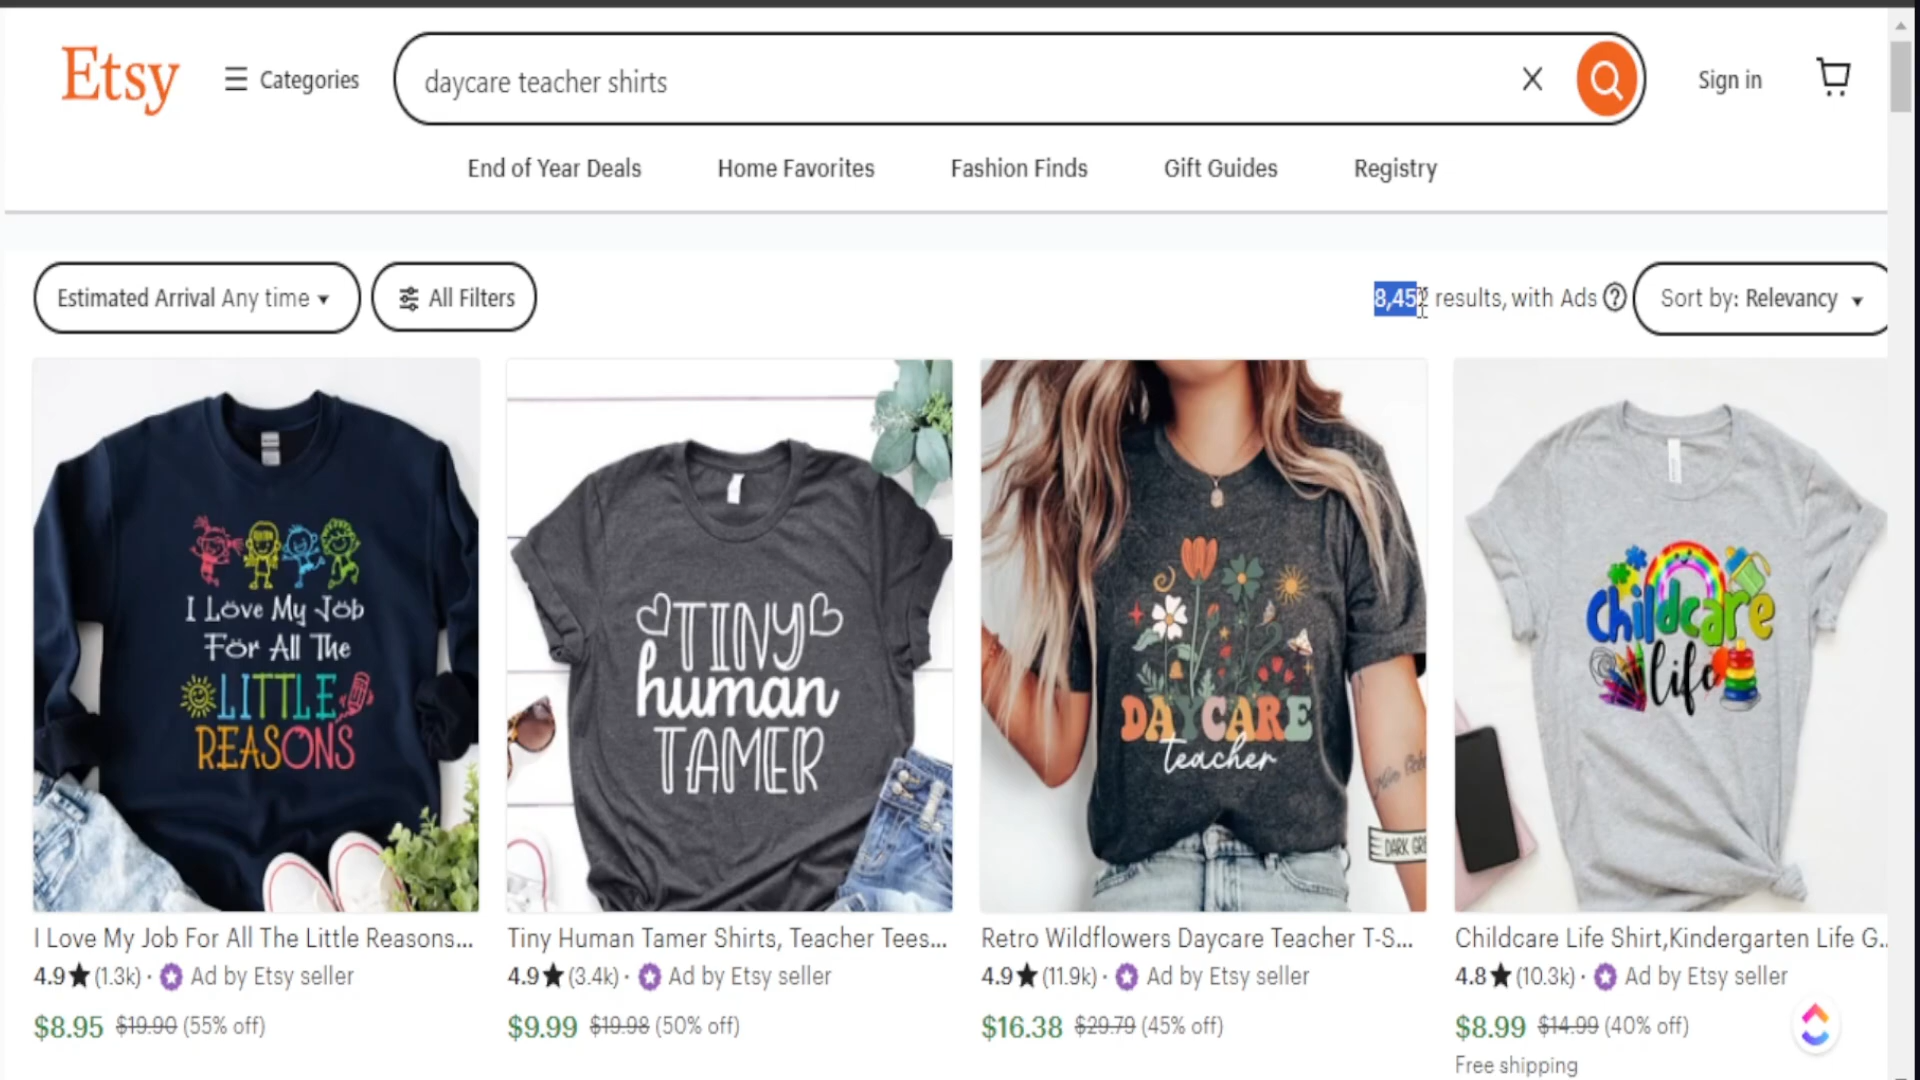 Etsy
Categories
daycare teacher shirts
Sign in
End of Year Deals
Home Favorites
Fashion Finds
Gift Guides
Registry
Estimated Arrival Any time
All Filters
8,452 results, with Ads
Sort by: Relevancy
I Love My Job
For All The
LITTLE
REASONS
TINY
human
TAMER
DAYCARE
teacher
DARK GRE
Childcare
life
I Love My Job For All The Little Reasons...
4.9 (1.3k) · Ad by Etsy seller
$8.95 $19.90 (55% off)
Tiny Human Tamer Shirts, Teacher Tees...
4.9 (3.4k) · Ad by Etsy seller
$9.99 $19.98 (50% off)
Retro Wildflowers Daycare Teacher T-S...
4.9 (11.9k) · Ad by Etsy seller
$16.38 $29.79 (45% off)
Childcare Life Shirt,Kindergarten Life G..
4.8 (10.3k) · Ad by Etsy seller
$8.99 $14.99 (40% off)
Free shipping